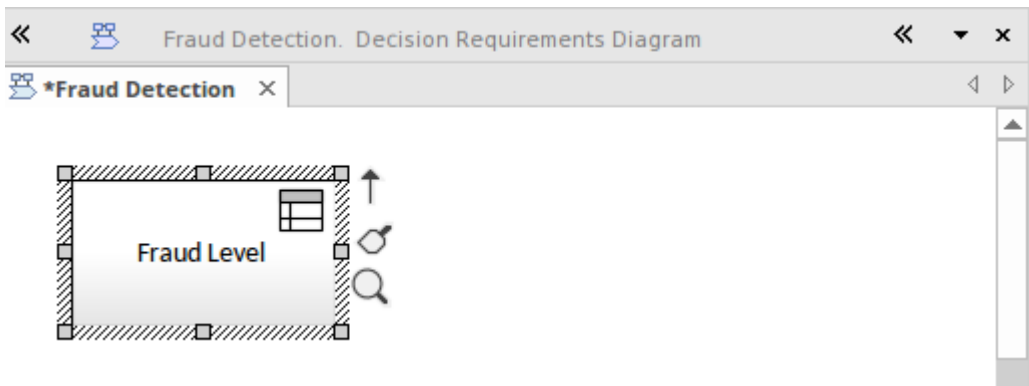 Fraud Detection. Decision Requirements Diagram
*Fraud Detection
Fraud Level